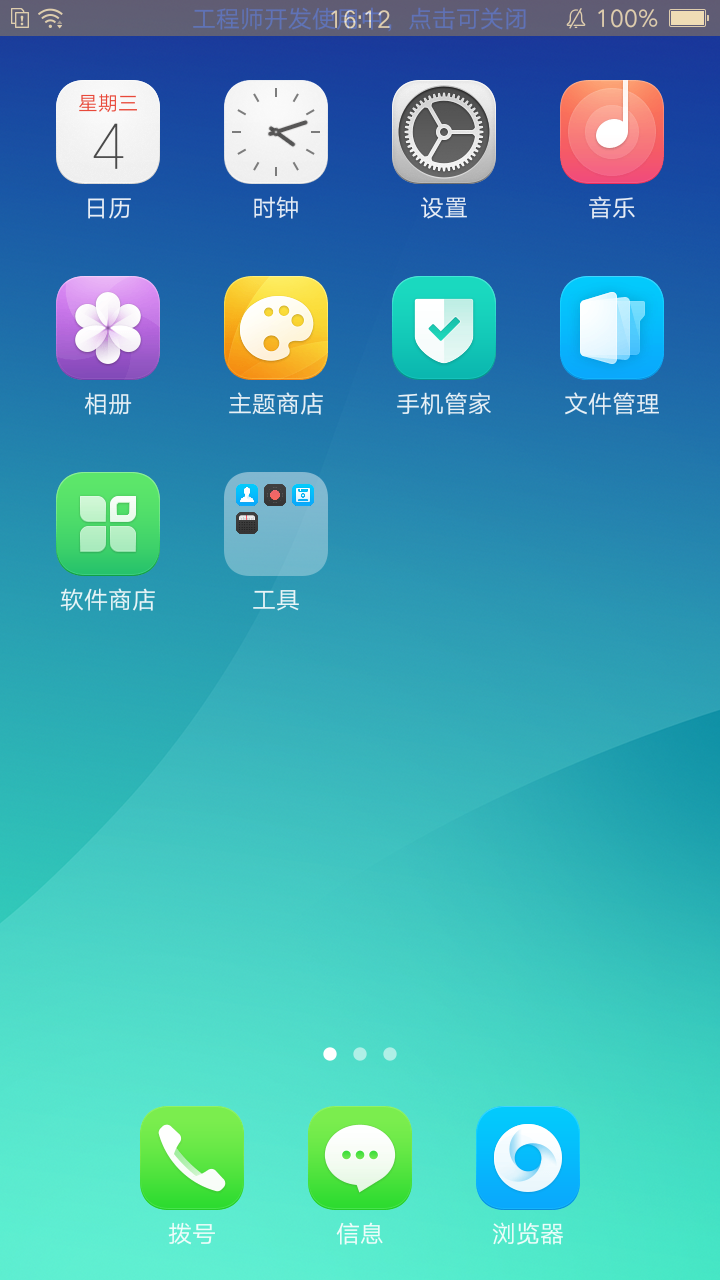 工程师开发使用中，点击可关闭
16:12
100%
星期三
4
日历
时钟
设置
音乐
相册
主题商店
手机管家
文件管理
软件商店
工具
拨号
信息
浏览器